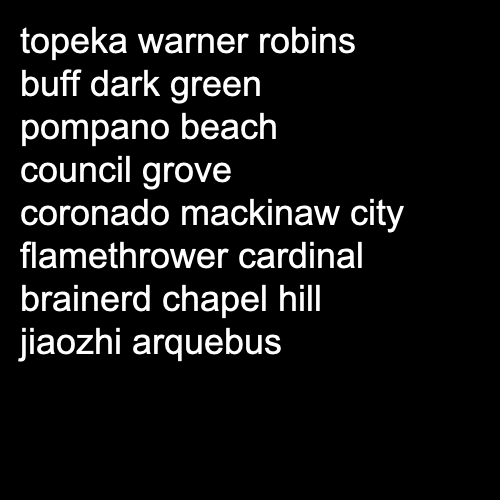 topeka warner robins
buff dark green
pompano beach
council grove
coronado mackinaw city
flamethrower cardinal
brainerd chapel hill
jiaozhi arquebus